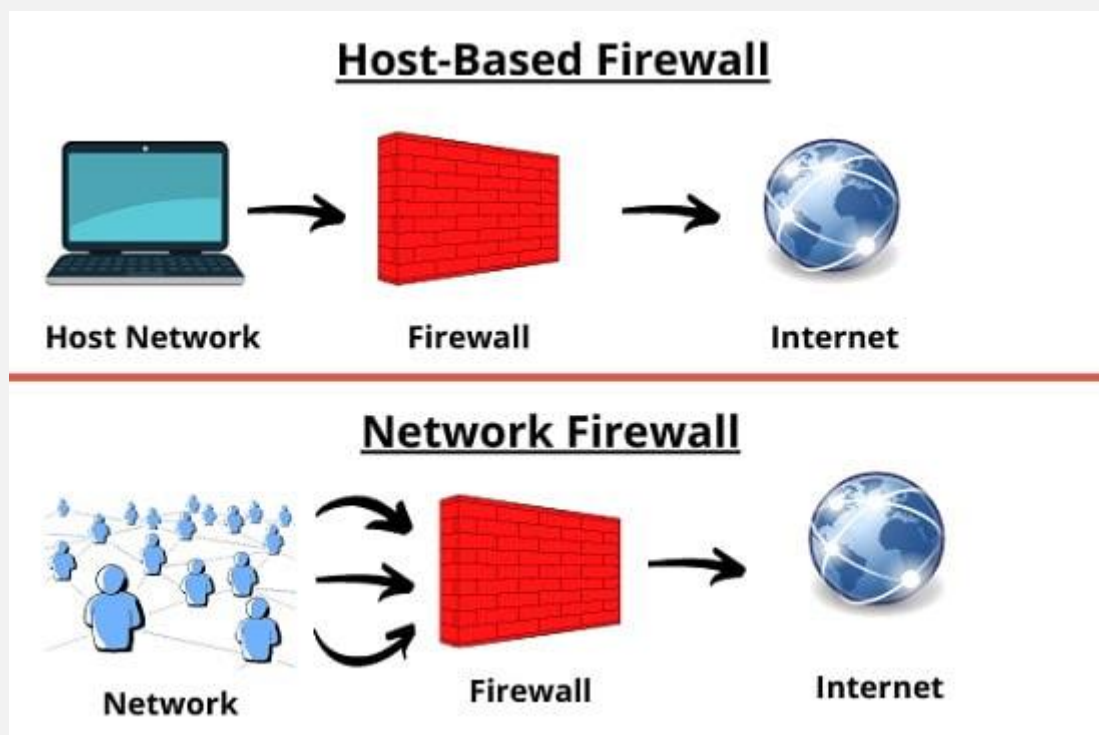 Host-Based Firewall
Host Network
Firewall
Internet
Network Firewall
Network
Firewall
Internet